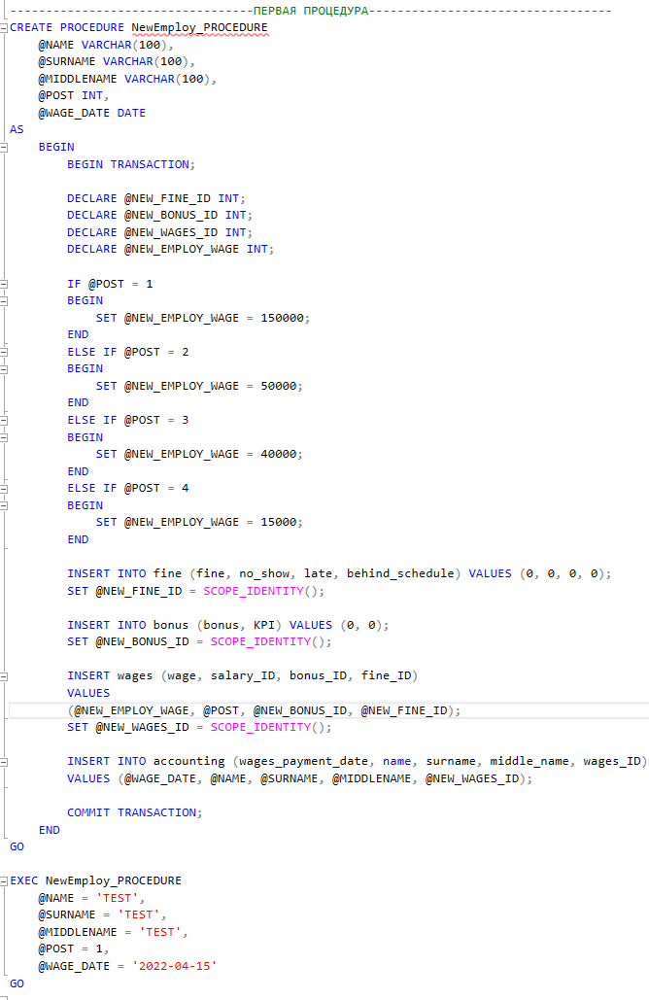 ----------------------------------ПЕРВАЯ ПРОЦЕДУРА----------------------------------
CREATE PROCEDURE NewEmploy_PROCEDURE
    @NAME VARCHAR(100),
    @SURNAME VARCHAR(100),
    @MIDDLENAME VARCHAR(100),
    @POST INT,
    @WAGE_DATE DATE
AS
    BEGIN
        BEGIN TRANSACTION;

        DECLARE @NEW_FINE_ID INT;
        DECLARE @NEW_BONUS_ID INT;
        DECLARE @NEW_WAGES_ID INT;
        DECLARE @NEW_EMPLOY_WAGE INT;

        IF @POST = 1
        BEGIN
            SET @NEW_EMPLOY_WAGE = 150000;
        END
        ELSE IF @POST = 2
        BEGIN
            SET @NEW_EMPLOY_WAGE = 50000;
        END
        ELSE IF @POST = 3
        BEGIN
            SET @NEW_EMPLOY_WAGE = 40000;
        END
        ELSE IF @POST = 4
        BEGIN
            SET @NEW_EMPLOY_WAGE = 15000;
        END

        INSERT INTO fine (fine, no_show, late, behind_schedule) VALUES (0, 0, 0, 0);
        SET @NEW_FINE_ID = SCOPE_IDENTITY();

        INSERT INTO bonus (bonus, KPI) VALUES (0, 0);
        SET @NEW_BONUS_ID = SCOPE_IDENTITY();

        INSERT wages (wage, salary_ID, bonus_ID, fine_ID)
        VALUES
        (@NEW_EMPLOY_WAGE, @POST, @NEW_BONUS_ID, @NEW_FINE_ID);
        SET @NEW_WAGES_ID = SCOPE_IDENTITY();

        INSERT INTO accounting (wages_payment_date, name, surname, middle_name, wages_ID)
        VALUES (@WAGE_DATE, @NAME, @SURNAME, @MIDDLENAME, @NEW_WAGES_ID);

        COMMIT TRANSACTION;
    END
GO

EXEC NewEmploy_PROCEDURE
    @NAME = 'TEST',
    @SURNAME = 'TEST',
    @MIDDLENAME = 'TEST',
    @POST = 1,
    @WAGE_DATE = '2022-04-15'
GO